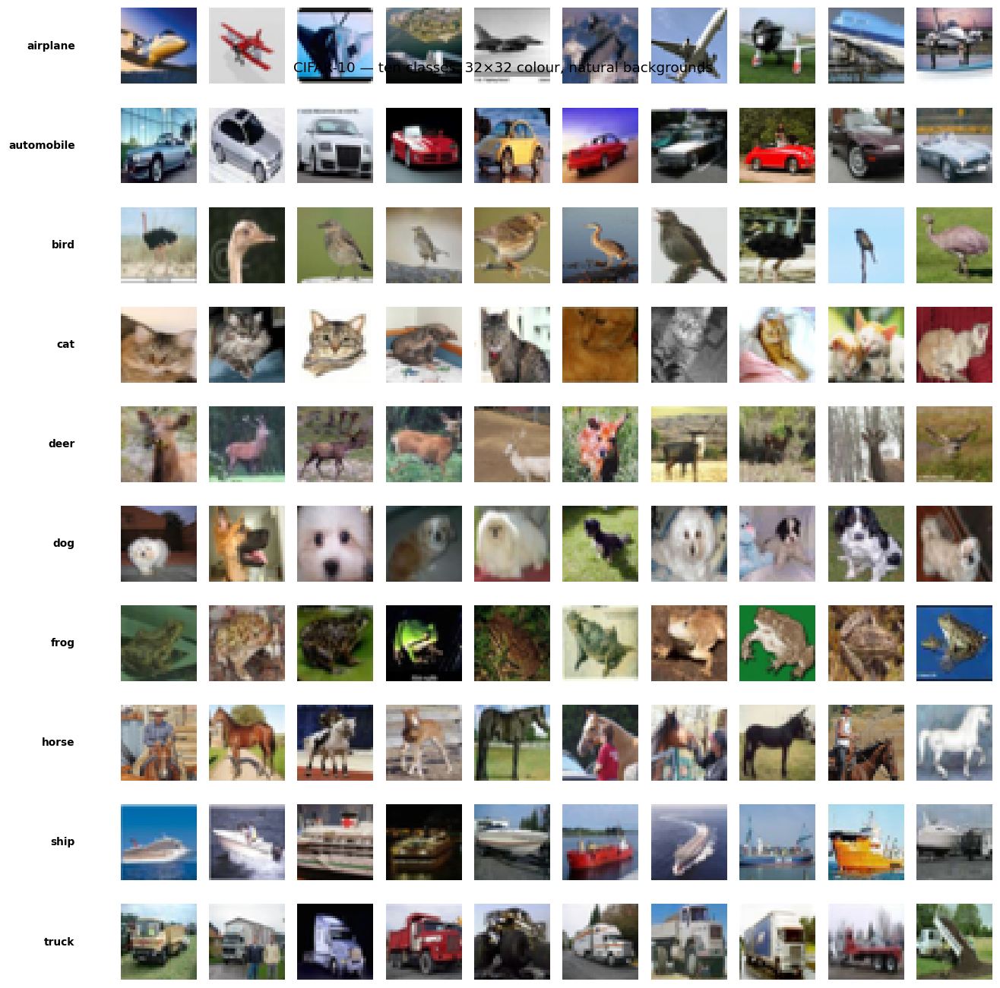 airplane
CIFAR-10 — ten classes, 32×32 colour, natural backgrounds
automobile
bird
cat
deer
dog
frog
horse
ship
truck